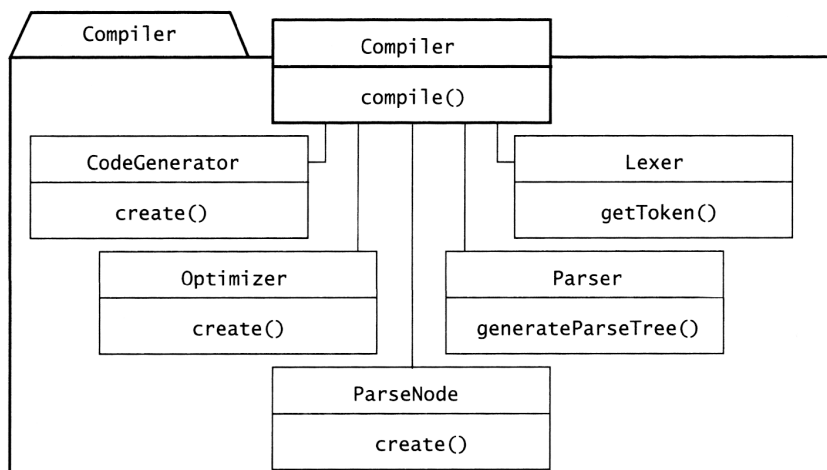 Compiler
Compiler
compile()
CodeGenerator
create()
Lexer
getToken()
Optimizer
create()
Parser
generateParseTree()
ParseNode
create()